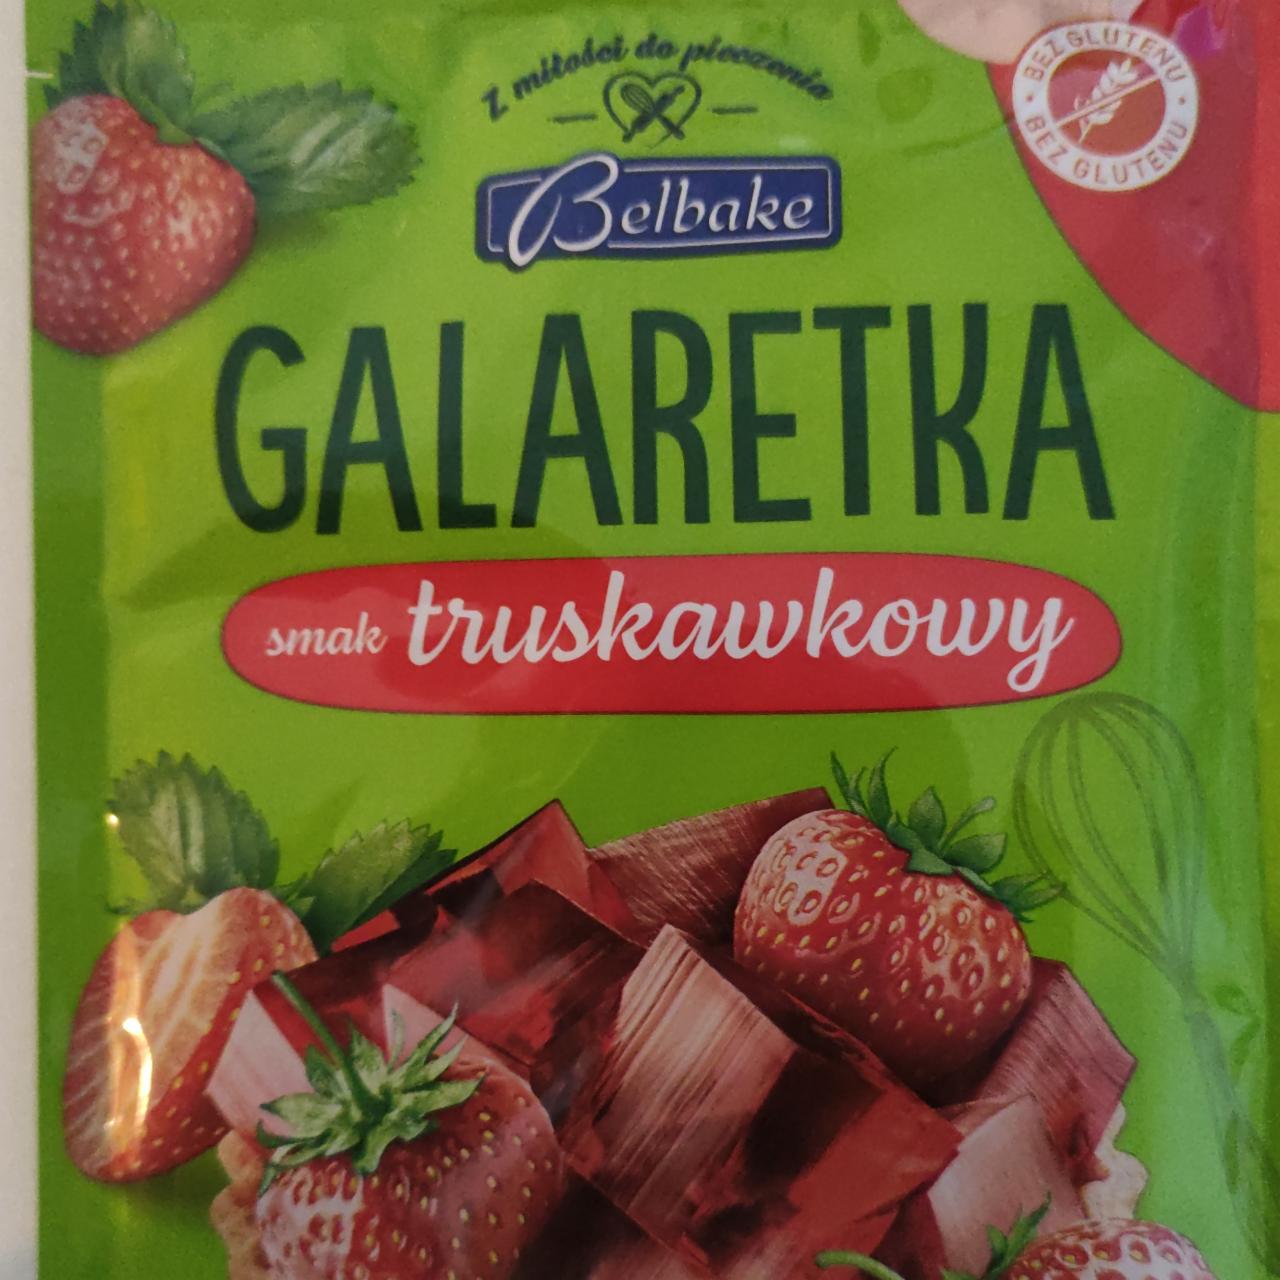 Z miłości do pieczenia
BEZ GLUTENU · BEZ GLUTENU ·
Belbake
GALARETKA
smak truskawkowy